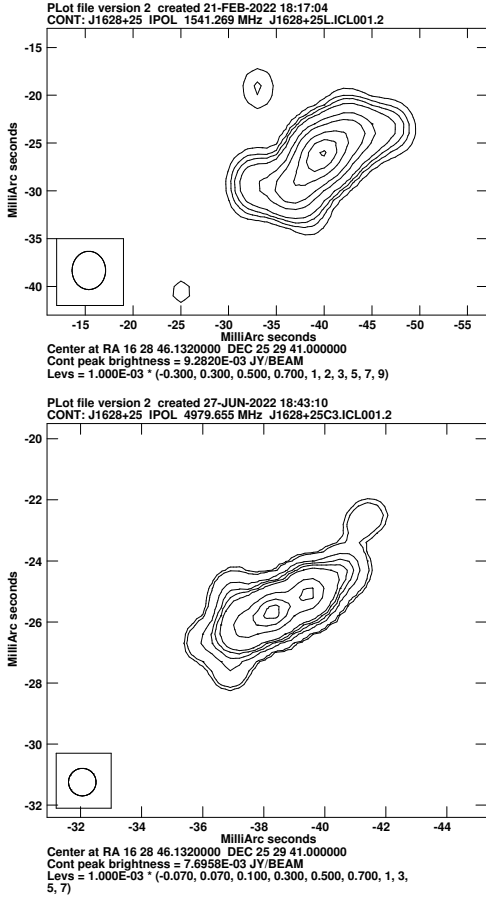 PLot file version 2  created 21-FEB-2022 18:17:04
CONT: J1628+25  IPOL  1541.269 MHz  J1628+25L.ICL001.2
MilliArc seconds
-15
-20
-25
-30
-35
-40
-15 -20 -25 -30 -35 -40 -45 -50 -55
MilliArc seconds
Center at RA 16 28 46.1320000  DEC 25 29 41.000000
Cont peak brightness = 9.2820E-03 JY/BEAM
Levs = 1.000E-03 * (-0.300, 0.300, 0.500, 0.700, 1, 2, 3, 5, 7, 9)
PLot file version 2  created 27-JUN-2022 18:43:10
CONT: J1628+25  IPOL  4979.655 MHz  J1628+25C3.ICL001.2
MilliArc seconds
-20
-22
-24
-26
-28
-30
-32
-32 -34 -36 -38 -40 -42 -44
MilliArc seconds
Center at RA 16 28 46.1320000  DEC 25 29 41.000000
Cont peak brightness = 7.6958E-03 JY/BEAM
Levs = 1.000E-03 * (-0.070, 0.070, 0.100, 0.300, 0.500, 0.700, 1, 3,
5, 7)